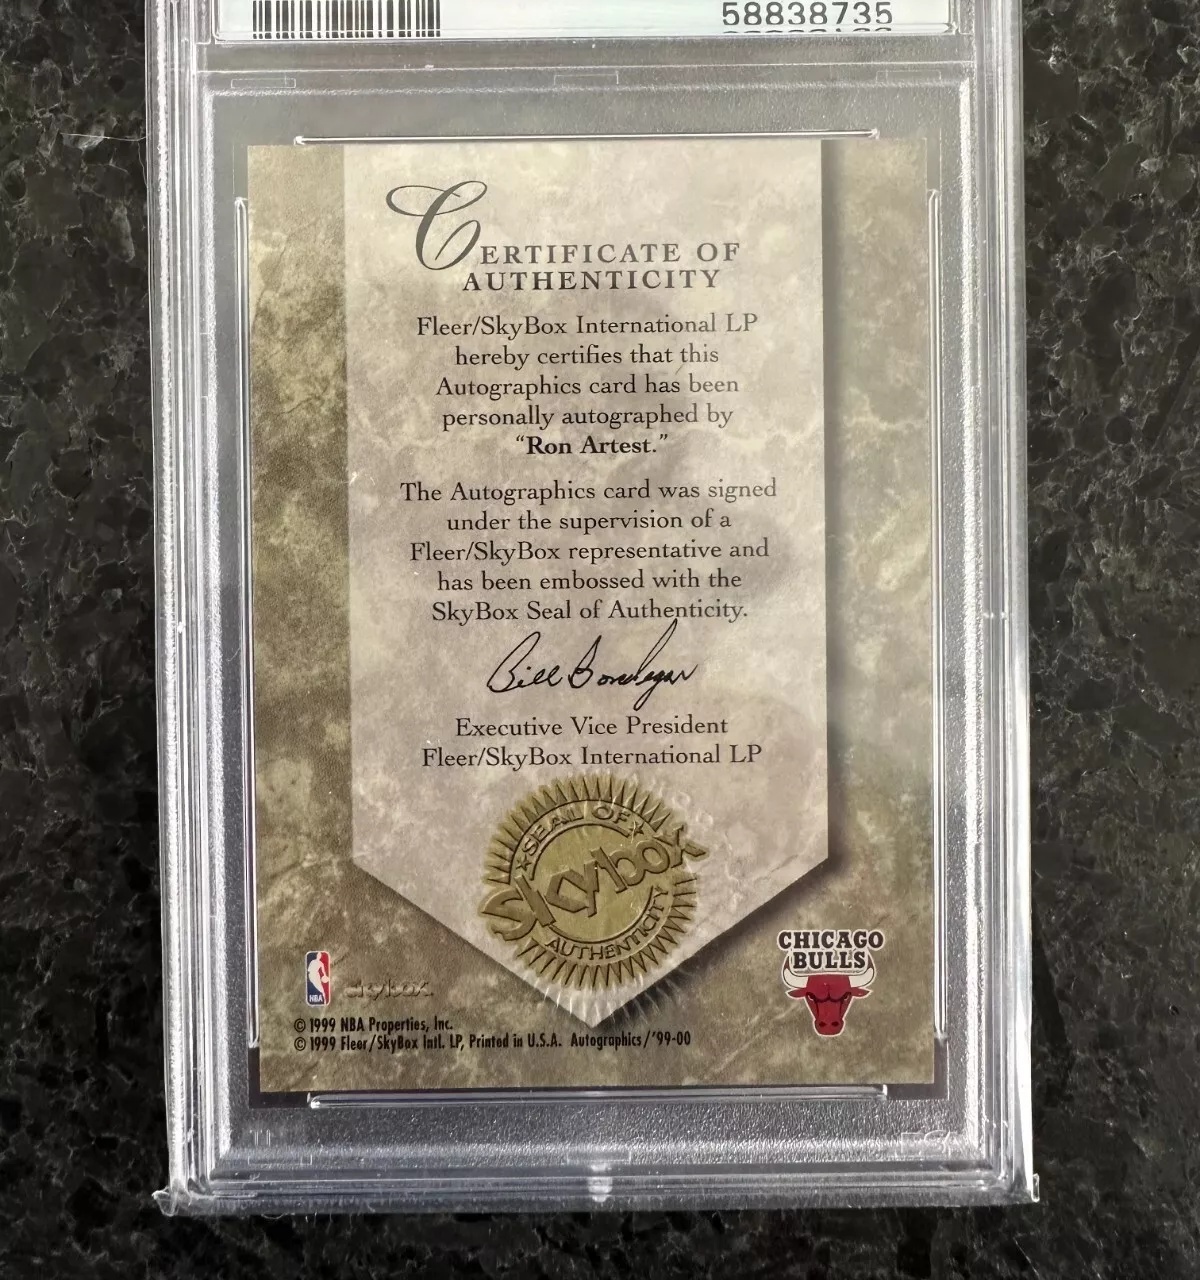 58838735
CERTIFICATE OF
AUTHENTICITY
Fleer/SkyBox International LP
hereby certifies that this
Autographics card has been
personally autographed by
“Ron Artest.”
The Autographics card was signed
under the supervision of a
Fleer/SkyBox representative and
has been embossed with the
SkyBox Seal of Authenticity.
Executive Vice President
Fleer/SkyBox International LP
SEAL OF
Skybox
AUTHENTICITY
CHICAGO
BULLS
NBA
skybox
© 1999 NBA Properties, Inc.
© 1999 Fleer/SkyBox Intl. LP, Printed in U.S.A. Autographics/'99-00